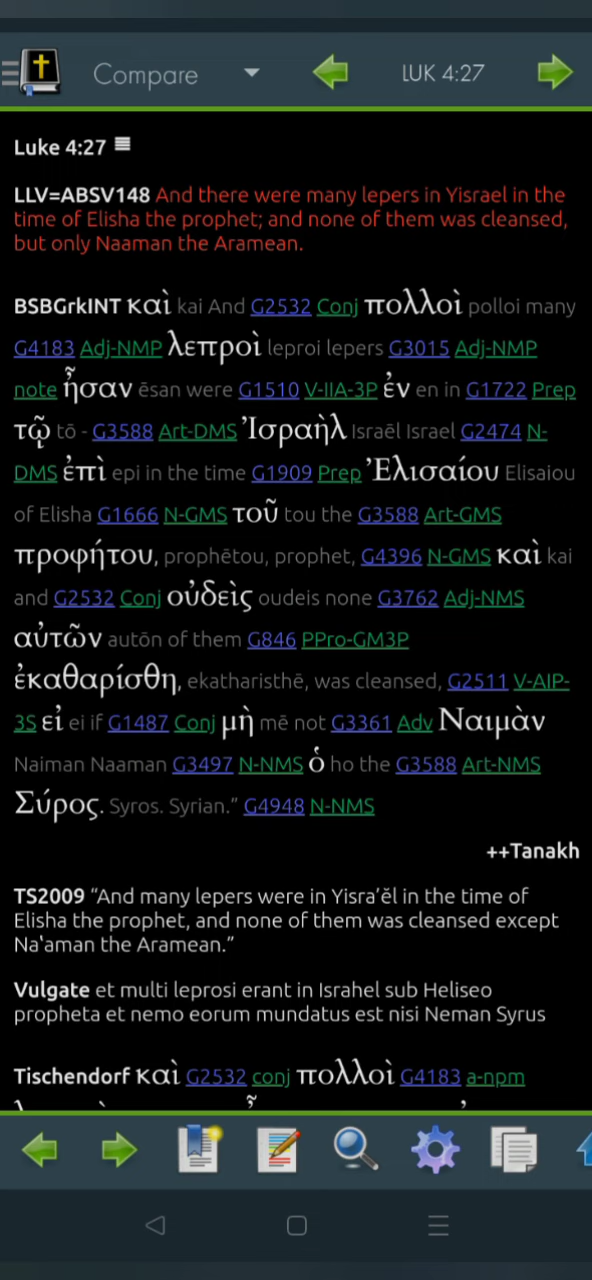 Compare
LUK 4:27
Luke 4:27
LLV=ABSV148 And there were many lepers in Yisrael in the
time of Elisha the prophet; and none of them was cleansed,
but only Naaman the Aramean.
BSBGrkINT καὶ kai And G2532 Conj πολλοὶ polloi many
G4183 Adj-NMP λεπροὶ leproi lepers G3015 Adj-NMP
note ἦσαν ēsan were G1510 V-IIA-3P ἐν en in G1722 Prep
τῷ tō - G3588 Art-DMS Ἰσραὴλ Israēl Israel G2474 N-
DMS ἐπὶ epi in the time G1909 Prep Ἐλισαίου Elisaiou
of Elisha G1666 N-GMS τοῦ tou the G3588 Art-GMS
προφήτου, prophētou, prophet, G4396 N-GMS καὶ kai
and G2532 Conj οὐδεὶς oudeis none G3762 Adj-NMS
αὐτῶν autōn of them G846 PPro-GM3P
ἐκαθαρίσθη, ekatharisthē, was cleansed, G2511 V-AIP-
3S εἰ ei if G1487 Conj μὴ mē not G3361 Adv Ναιμὰν
Naiman Naaman G3497 N-NMS ὁ ho the G3588 Art-NMS
Σύρος. Syros. Syrian.” G4948 N-NMS
++Tanakh
TS2009 “And many lepers were in Yisra’ĕl in the time of
Elisha the prophet, and none of them was cleansed except
Naʽaman the Aramean.”
Vulgate et multi leprosi erant in Israhel sub Heliseo
propheta et nemo eorum mundatus est nisi Neman Syrus
Tischendorf καὶ G2532 conj πολλοὶ G4183 a-npm